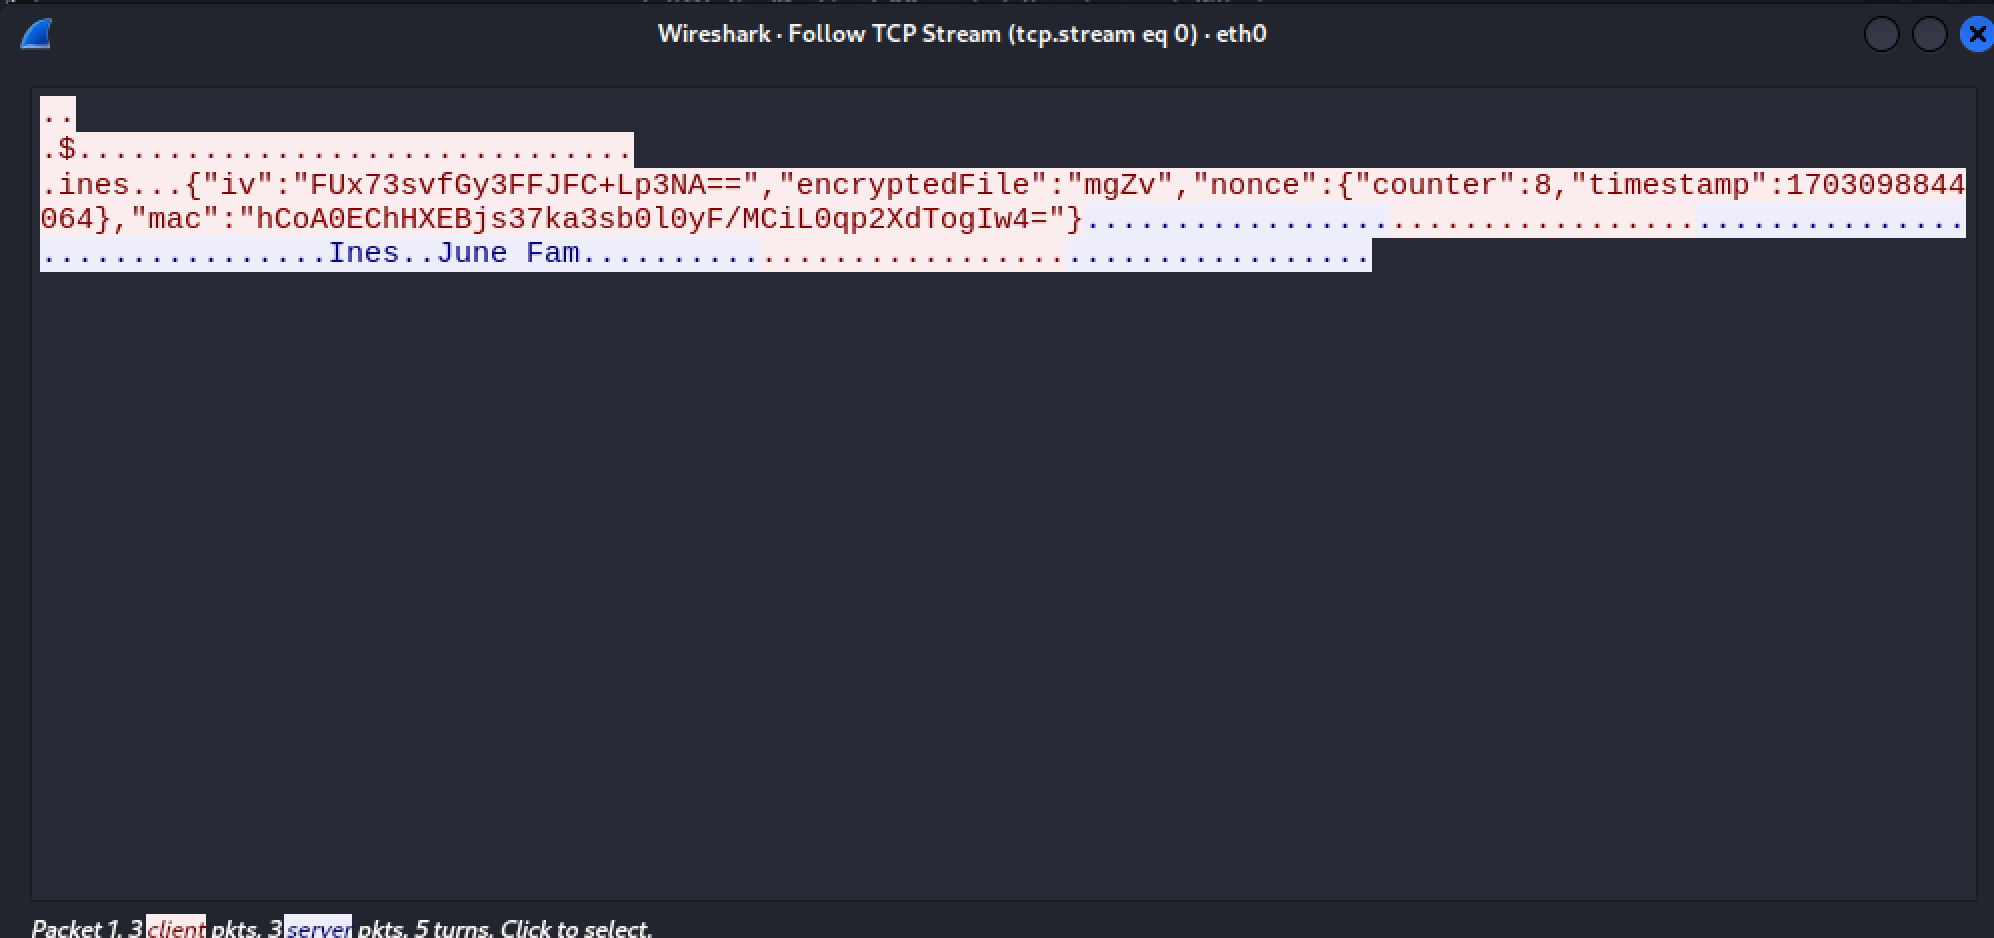 Wireshark · Follow TCP Stream (tcp.stream eq 0) · eth0
..
.$...............................
.ines...{"iv":"FUx73svfGy3FFJFC+Lp3NA==","encryptedFile":"mgZv","nonce":{"counter":8,"timestamp":1703098844
064},"mac":"hCoA0EChHXEBjs37ka3sb0l0yF/MCiL0qp2XdTogIw4="}.................................................
................Ines..June Fam............................................
Packet 1. 3 client pkts, 3 server pkts, 5 turns. Click to select.